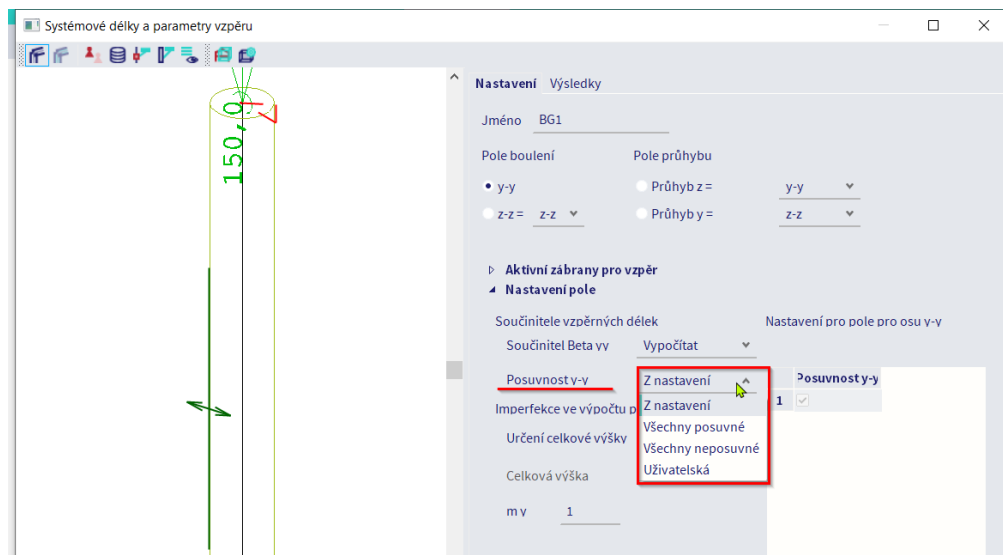 Systémové délky a parametry vzpěru
150,0
Nastavení Výsledky
Jméno BG1
Pole boulení Pole průhybu
y-y Průhyb z = y-y
z-z = z-z Průhyb y = z-z
Aktivní zábrany pro vzpěr
Nastavení pole
Součinitele vzpěrných délek Nastavení pro pole pro osu y-y
Součinitel Beta yy Vypočítat
Posuvnost y-y Z nastavení Posuvnost y-y
Imperfekce ve výpočtu Z nastavení 1
Všechny posuvné
Určení celkové výšky Všechny neposuvné
Celková výška Uživatelská
m y 1